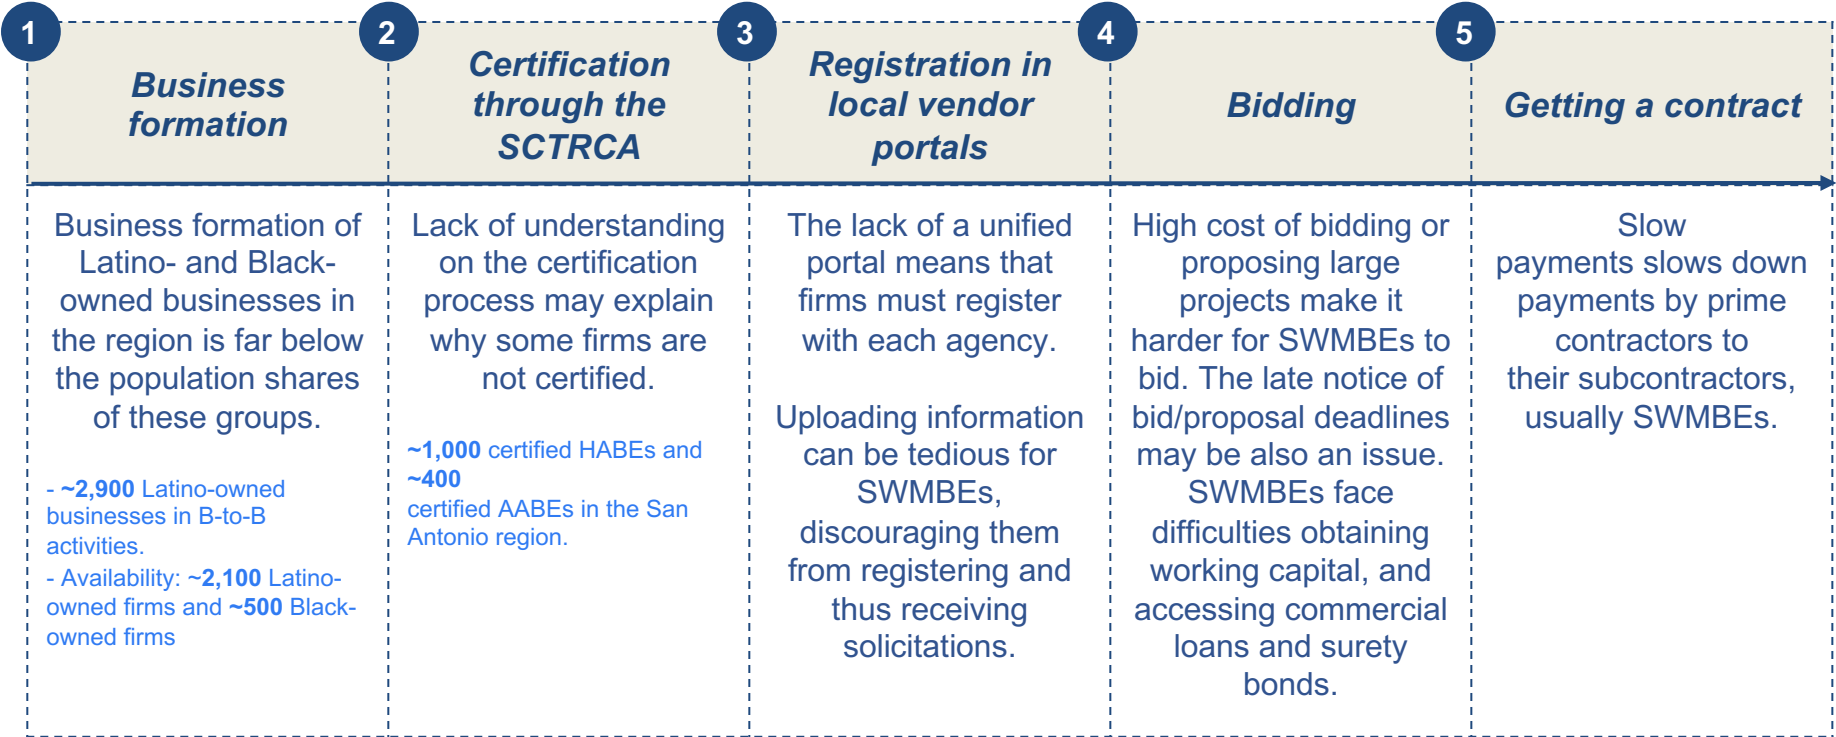 1
Business
formation
Business formation of
Latino- and Black-
owned businesses in
the region is far below
the population shares
of these groups.
- ~2,900 Latino-owned
businesses in B-to-B
activities.
- Availability: ~2,100 Latino-
owned firms and ~500 Black-
owned firms
2
Certification
through the
SCTRCA
Lack of understanding
on the certification
process may explain
why some firms are
not certified.
~1,000 certified HABEs and
~400
certified AABEs in the San
Antonio region.
3
Registration in
local vendor
portals
The lack of a unified
portal means that
firms must register
with each agency.
Uploading information
can be tedious for
SWMBEs,
discouraging them
from registering and
thus receiving
solicitations.
4
Bidding
High cost of bidding or
proposing large
projects make it
harder for SWMBEs to
bid. The late notice of
bid/proposal deadlines
may be also an issue.
SWMBEs face
difficulties obtaining
working capital, and
accessing commercial
loans and surety
bonds.
5
Getting a contract
Slow
payments slows down
payments by prime
contractors to
their subcontractors,
usually SWMBEs.